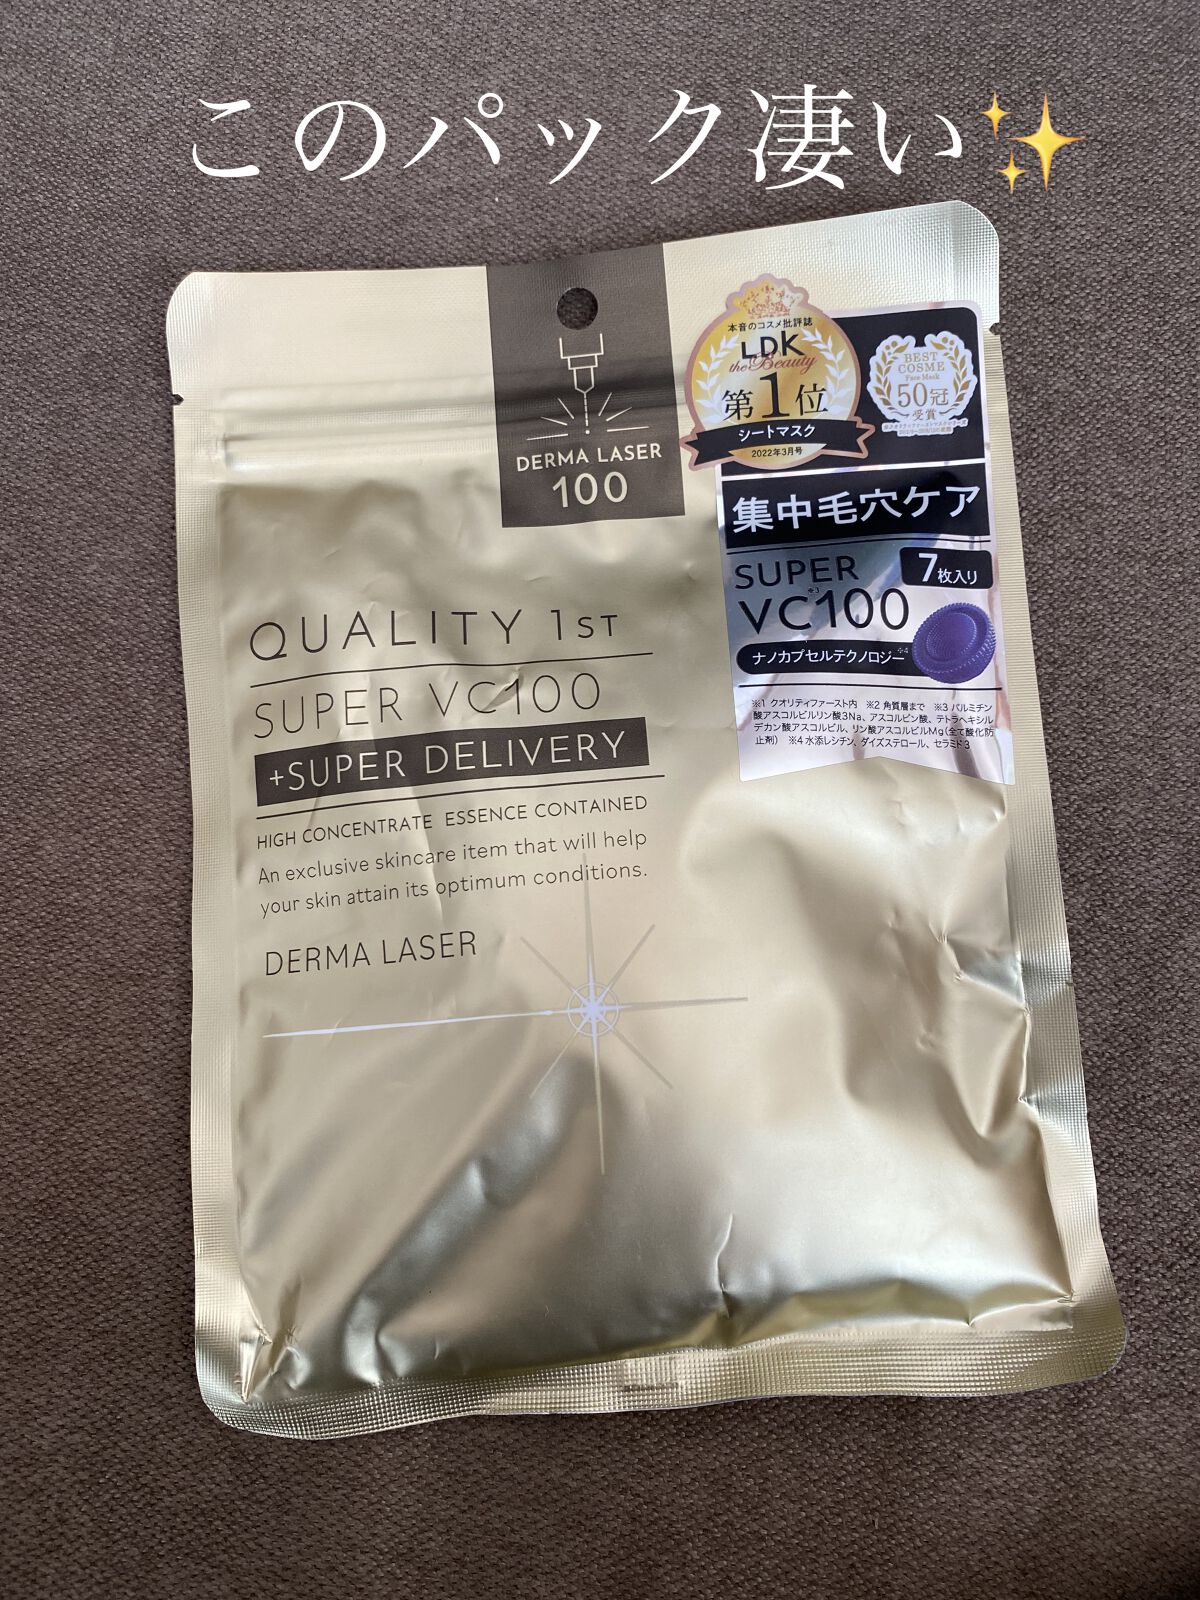 このパック凄い✨
DERMA LASER
100
本音のコスメ批評誌
LDK
the Beauty
第1位
シートマスク
2022年3月号
BEST
COSME
Face Mask
50冠
受賞
集中毛穴ケア
SUPER
VC100
※3
7枚入り
ナノカプセルテクノロジー※4
※1 クオリティファースト内 ※2 角質層まで ※3 パルミチン
酸アスコルビルリン酸3Na、アスコルビン酸、テトラヘキシル
デカン酸アスコルビル、リン酸アスコルビルMg(全て酸化防
止剤) ※4 水添レシチン、ダイズステロール、セラミド3
QUALITY 1ST
SUPER VC100
+SUPER DELIVERY
HIGH CONCENTRATE ESSENCE CONTAINED
An exclusive skincare item that will help
your skin attain its optimum conditions.
DERMA LASER